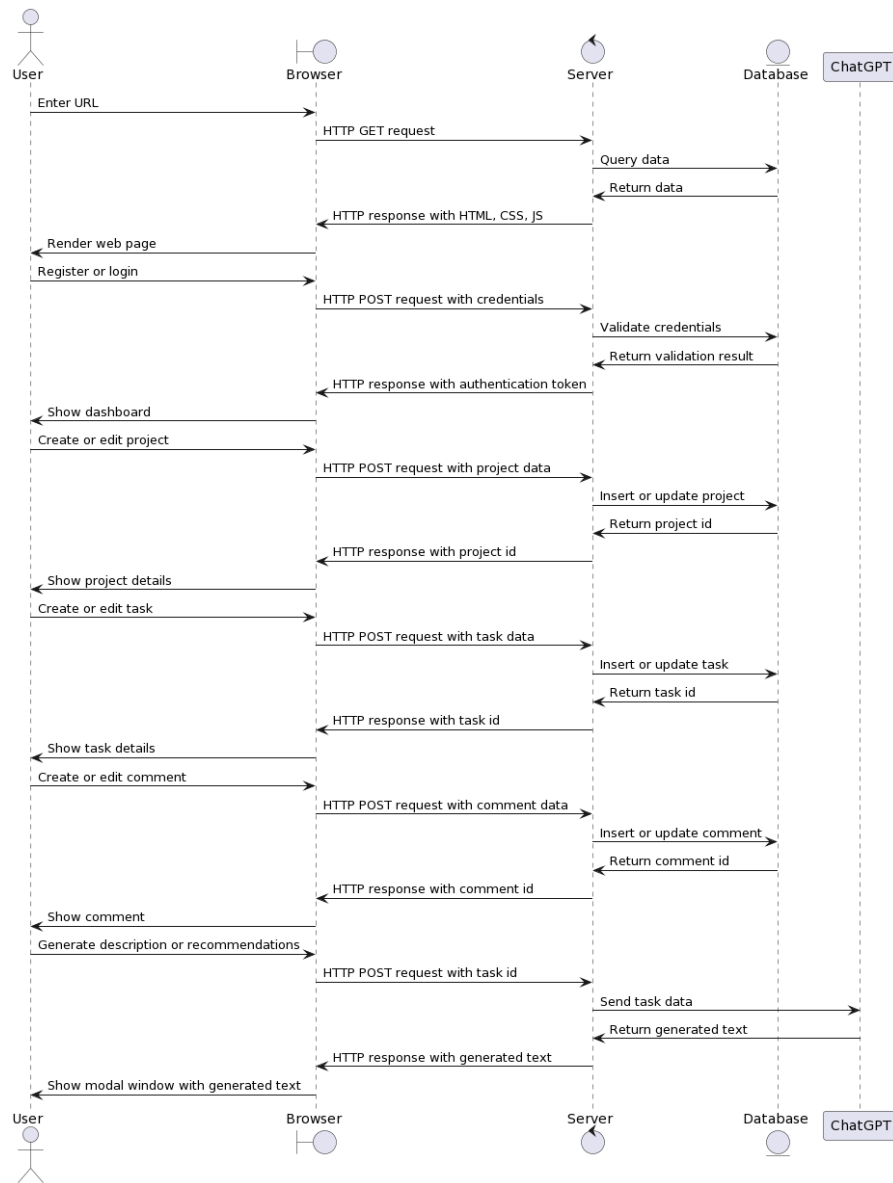 User
Browser
Server
Database
ChatGPT
Enter URL
HTTP GET request
Query data
Return data
HTTP response with HTML, CSS, JS
Render web page
Register or login
HTTP POST request with credentials
Validate credentials
Return validation result
HTTP response with authentication token
Show dashboard
Create or edit project
HTTP POST request with project data
Insert or update project
Return project id
HTTP response with project id
Show project details
Create or edit task
HTTP POST request with task data
Insert or update task
Return task id
HTTP response with task id
Show task details
Create or edit comment
HTTP POST request with comment data
Insert or update comment
Return comment id
HTTP response with comment id
Show comment
Generate description or recommendations
HTTP POST request with task id
Send task data
Return generated text
HTTP response with generated text
Show modal window with generated text
User
Browser
Server
Database
ChatGPT